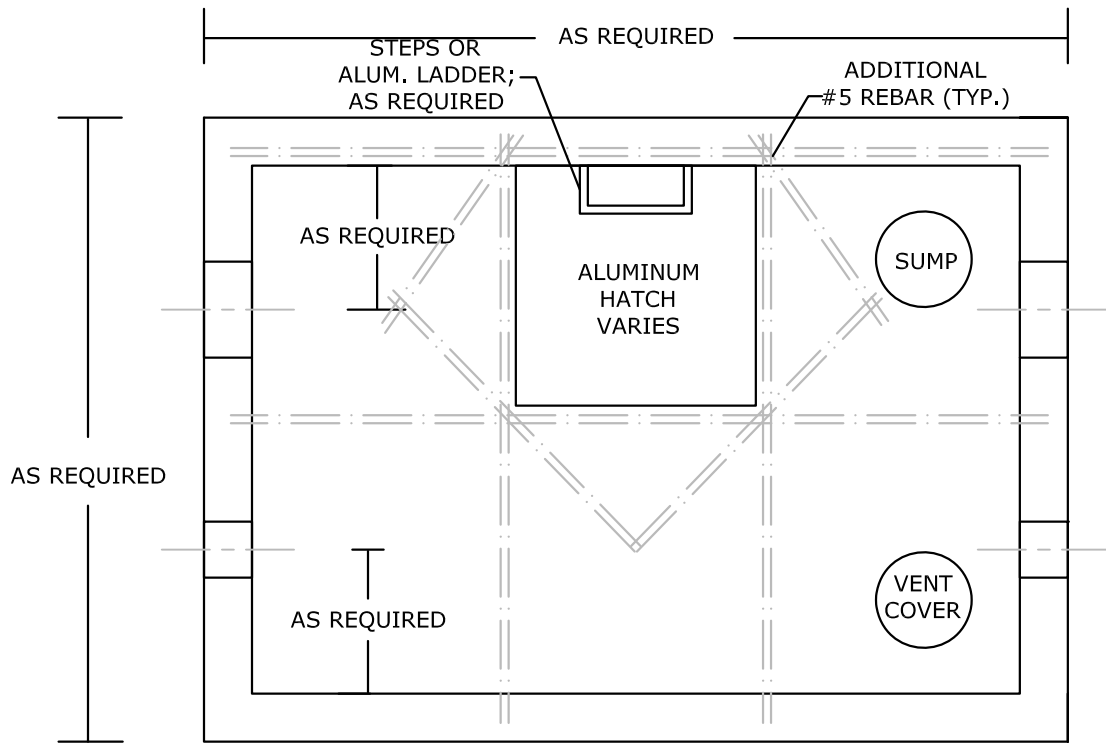 AS REQUIRED
STEPS OR
ALUM. LADDER;
AS REQUIRED
ADDITIONAL
#5 REBAR (TYP.)
AS REQUIRED
SUMP
ALUMINUM
HATCH
VARIES
AS REQUIRED
VENT
COVER
AS REQUIRED